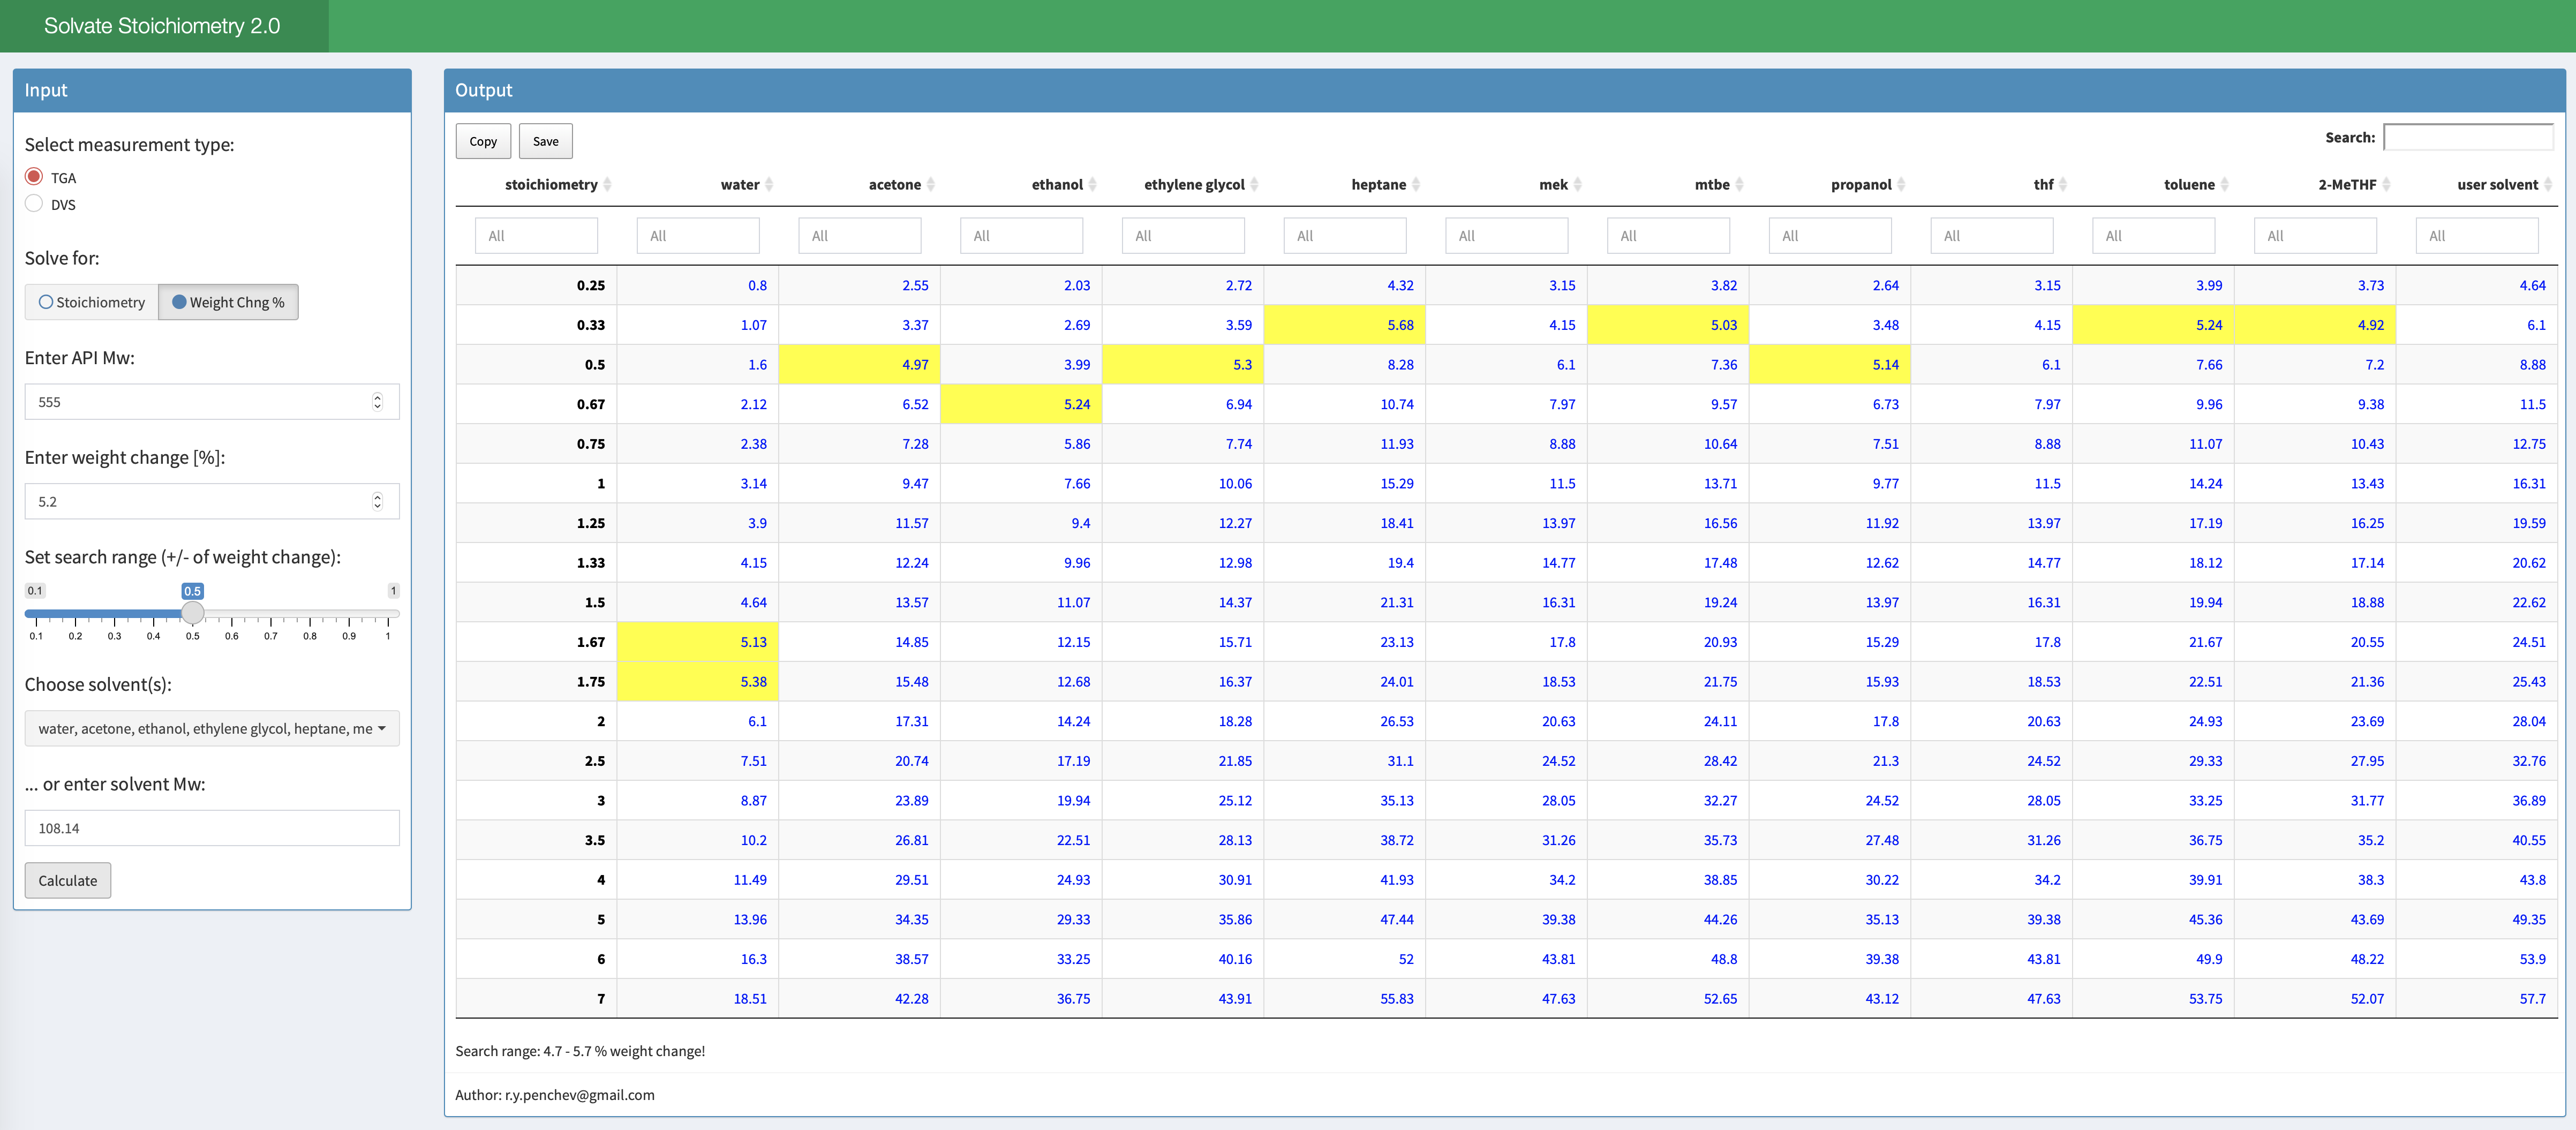 Solvate Stoichiometry 2.0
Input
Select measurement type:
TGA
DVS
Solve for:
Stoichiometry Weight Chng %
Enter API Mw:
555
Enter weight change [%]:
5.2
Set search range (+/- of weight change):
0.1 0.5 1
0.1 0.2 0.3 0.4 0.5 0.6 0.7 0.8 0.9 1
Choose solvent(s):
water, acetone, ethanol, ethylene glycol, heptane, me
... or enter solvent Mw:
108.14
Calculate
Output
Copy Save Search:
stoichiometry water acetone ethanol ethylene glycol heptane mek mtbe propanol thf toluene 2-MeTHF user solvent
All All All All All All All All All All All All All
0.25 0.8 2.55 2.03 2.72 4.32 3.15 3.82 2.64 3.15 3.99 3.73 4.64
0.33 1.07 3.37 2.69 3.59 5.68 4.15 5.03 3.48 4.15 5.24 4.92 6.1
0.5 1.6 4.97 3.99 5.3 8.28 6.1 7.36 5.14 6.1 7.66 7.2 8.88
0.67 2.12 6.52 5.24 6.94 10.74 7.97 9.57 6.73 7.97 9.96 9.38 11.5
0.75 2.38 7.28 5.86 7.74 11.93 8.88 10.64 7.51 8.88 11.07 10.43 12.75
1 3.14 9.47 7.66 10.06 15.29 11.5 13.71 9.77 11.5 14.24 13.43 16.31
1.25 3.9 11.57 9.4 12.27 18.41 13.97 16.56 11.92 13.97 17.19 16.25 19.59
1.33 4.15 12.24 9.96 12.98 19.4 14.77 17.48 12.62 14.77 18.12 17.14 20.62
1.5 4.64 13.57 11.07 14.37 21.31 16.31 19.24 13.97 16.31 19.94 18.88 22.62
1.67 5.13 14.85 12.15 15.71 23.13 17.8 20.93 15.29 17.8 21.67 20.55 24.51
1.75 5.38 15.48 12.68 16.37 24.01 18.53 21.75 15.93 18.53 22.51 21.36 25.43
2 6.1 17.31 14.24 18.28 26.53 20.63 24.11 17.8 20.63 24.93 23.69 28.04
2.5 7.51 20.74 17.19 21.85 31.1 24.52 28.42 21.3 24.52 29.33 27.95 32.76
3 8.87 23.89 19.94 25.12 35.13 28.05 32.27 24.52 28.05 33.25 31.77 36.89
3.5 10.2 26.81 22.51 28.13 38.72 31.26 35.73 27.48 31.26 36.75 35.2 40.55
4 11.49 29.51 24.93 30.91 41.93 34.2 38.85 30.22 34.2 39.91 38.3 43.8
5 13.96 34.35 29.33 35.86 47.44 39.38 44.26 35.13 39.38 45.36 43.69 49.35
6 16.3 38.57 33.25 40.16 52 43.81 48.8 39.38 43.81 49.9 48.22 53.9
7 18.51 42.28 36.75 43.91 55.83 47.63 52.65 43.12 47.63 53.75 52.07 57.7
Search range: 4.7 - 5.7 % weight change!
Author: r.y.penchev@gmail.com